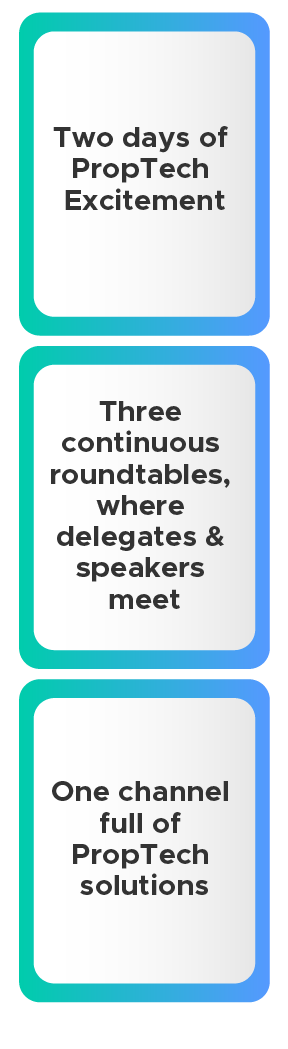 Two days of
PropTech
Excitement
Three
continuous
roundtables,
where
delegates &
speakers
meet
One channel
full of
PropTech
solutions